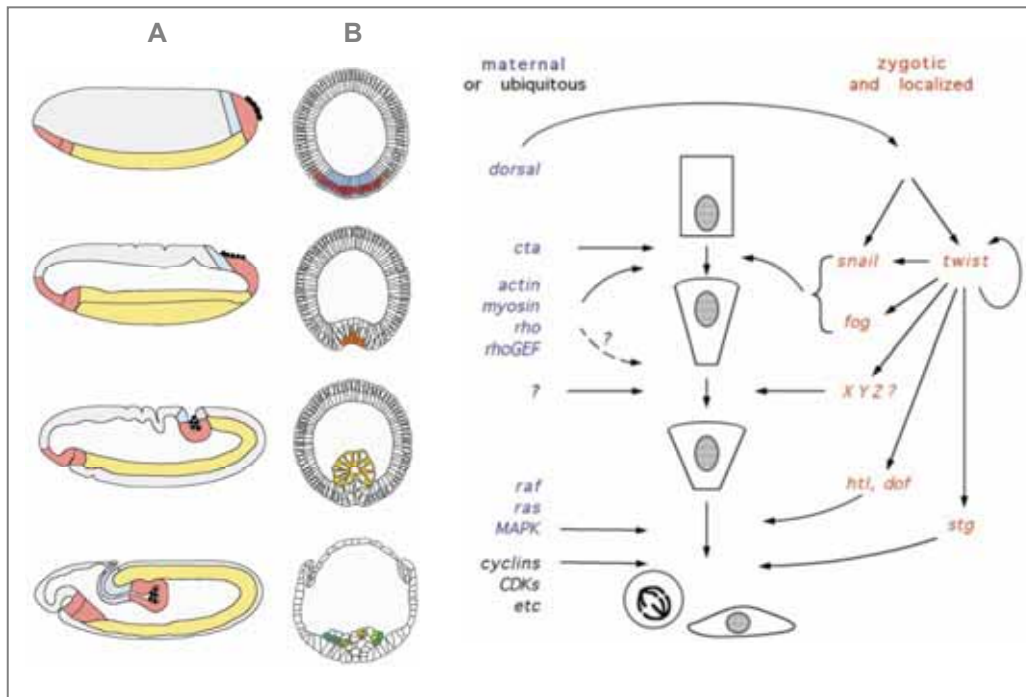 A
B
maternal
or ubiquitous
zygotic
and localized
dorsal
cta
snail
twist
actin
myosin
rho
rhoGEF
fog
?
?
X Y Z ?
raf
ras
MAPK
htl, dof
stg
cyclins
CDKs
etc